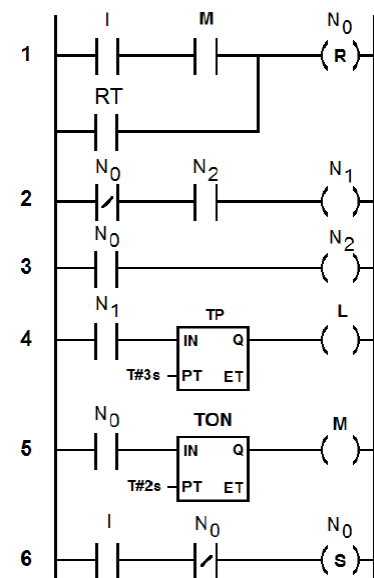 I M N0
1 R
RT
N0 N2 N1
2
N0 N2
3
N1 TP L
4 IN Q
T#3s PT ET
N0 TON M
5 IN Q
T#2s PT ET
I N0 N0
6 S